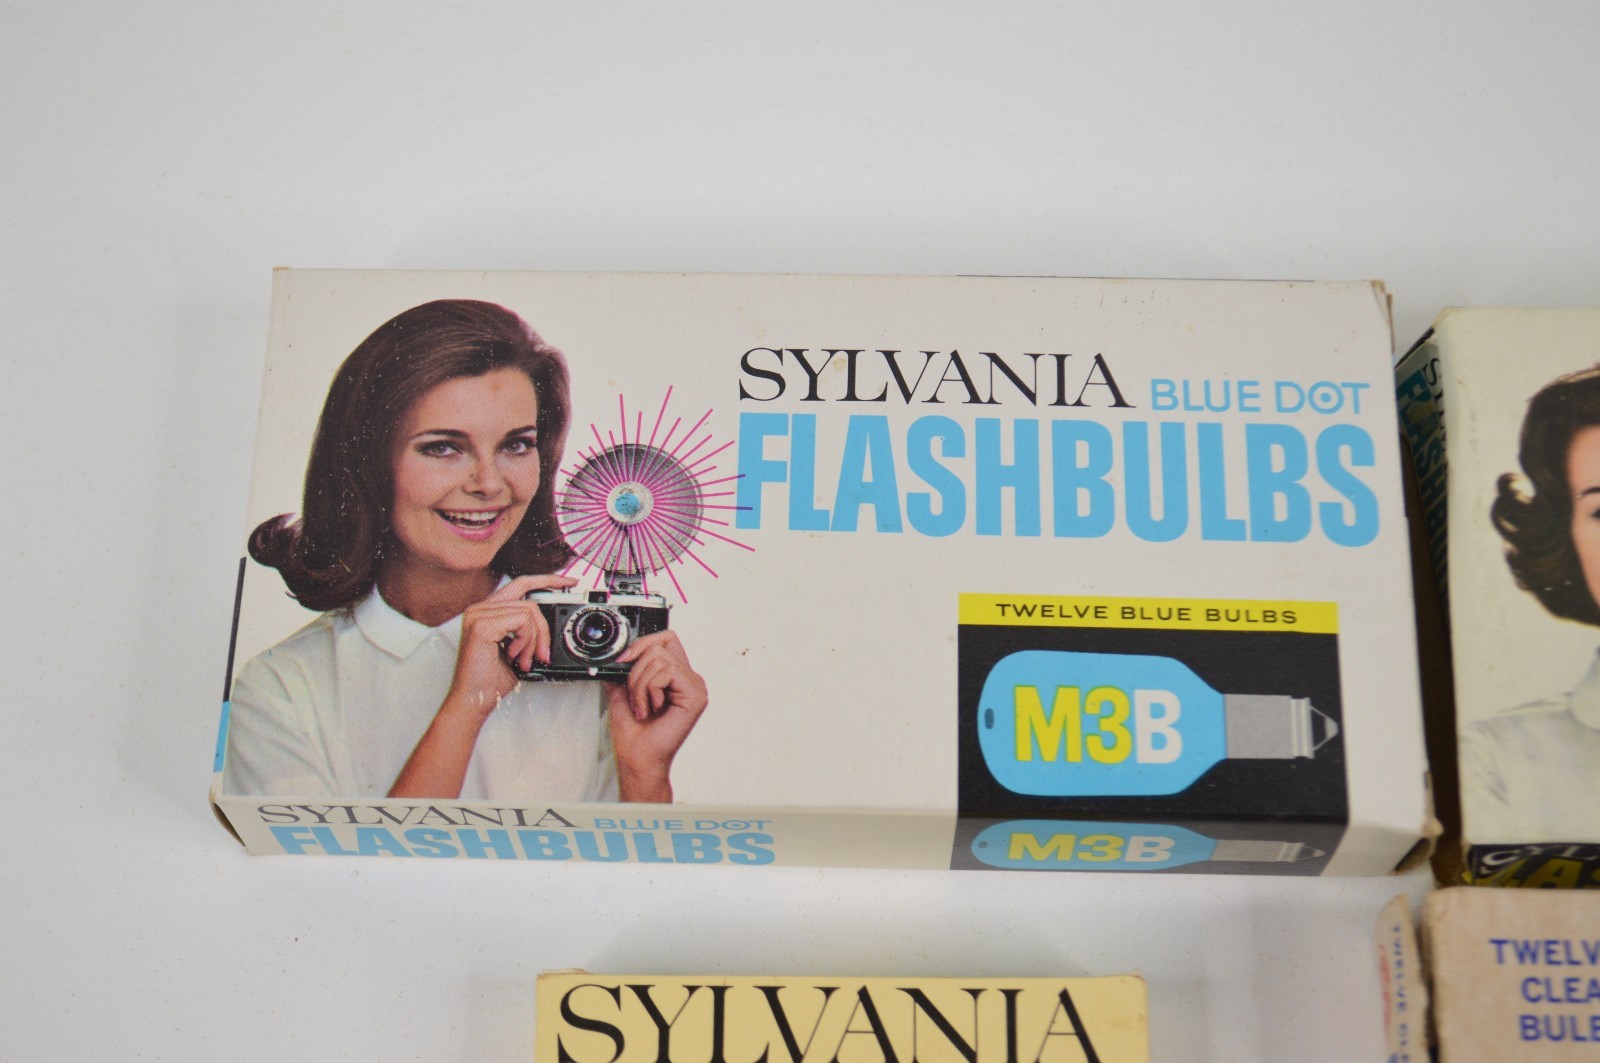 SYLVANIA BLUE DOT
FLASHBULBS
TWELVE BLUE BULBS
M3B
SYLVANIA BLUE DOT
FLASHBULBS
M3B
SYLVANIA
TWELV
CLEA
BULB